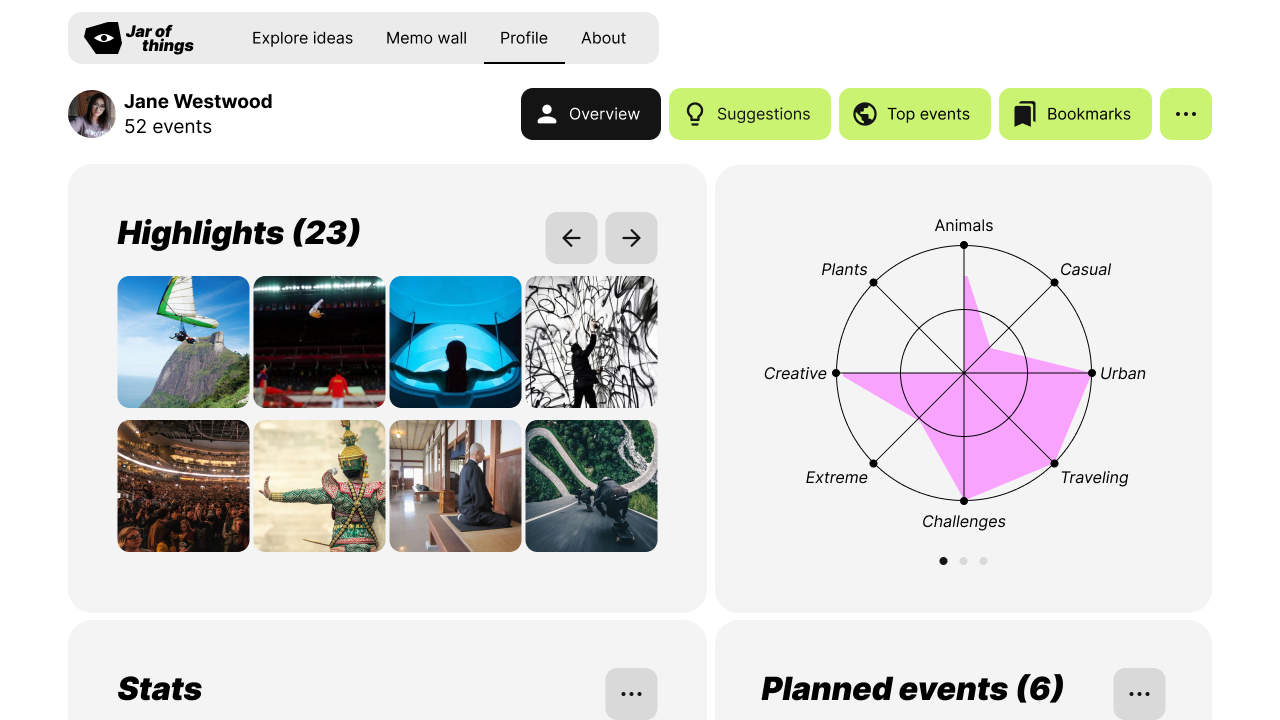 Jar of
things
Explore ideas
Memo wall
Profile
About
Jane Westwood
52 events
Overview
Suggestions
Top events
Bookmarks
Highlights (23)
Animals
Plants
Casual
Creative
Urban
Extreme
Traveling
Challenges
Stats
Planned events (6)